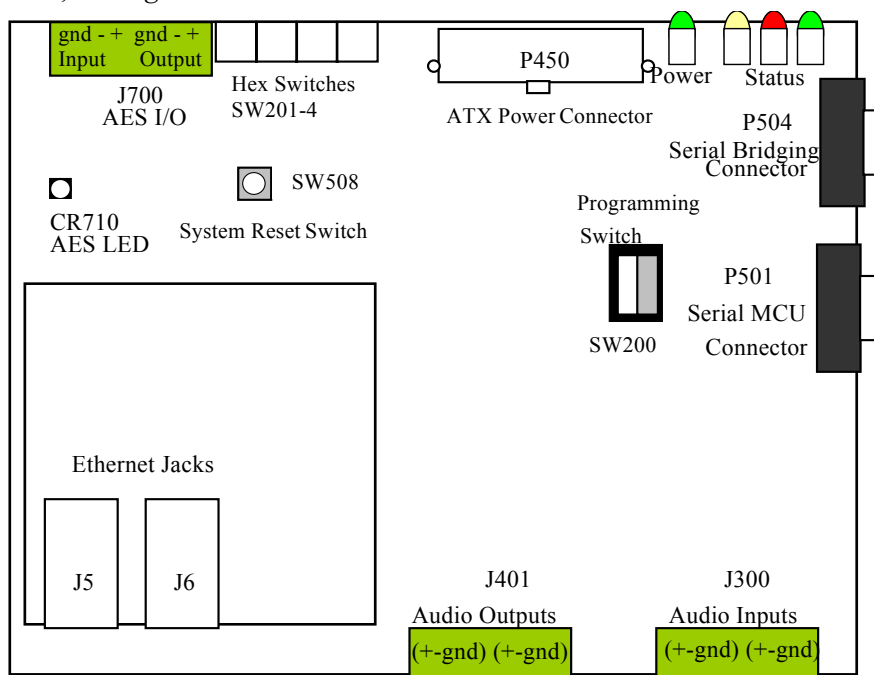 gnd - + gnd - +
Input Output
J700
AES I/O
Hex Switches
SW201-4
P450
ATX Power Connector
Power
Status
P504
Serial Bridging
Connector
CR710
AES LED
SW508
System Reset Switch
Programming
Switch
SW200
P501
Serial MCU
Connector
Ethernet Jacks
J5
J6
J401
Audio Outputs
(+-gnd) (+-gnd)
J300
Audio Inputs
(+-gnd) (+-gnd)